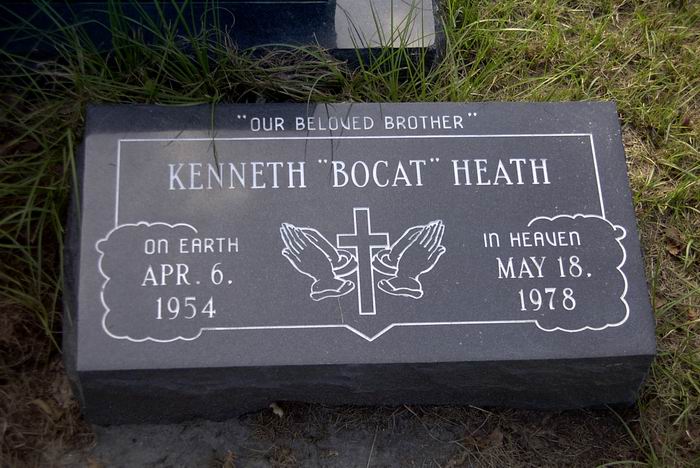 "OUR BELOVED BROTHER"
KENNETH "BOCAT" HEATH
ON EARTH
APR. 6.
1954
IN HEAVEN
MAY 18.
1978